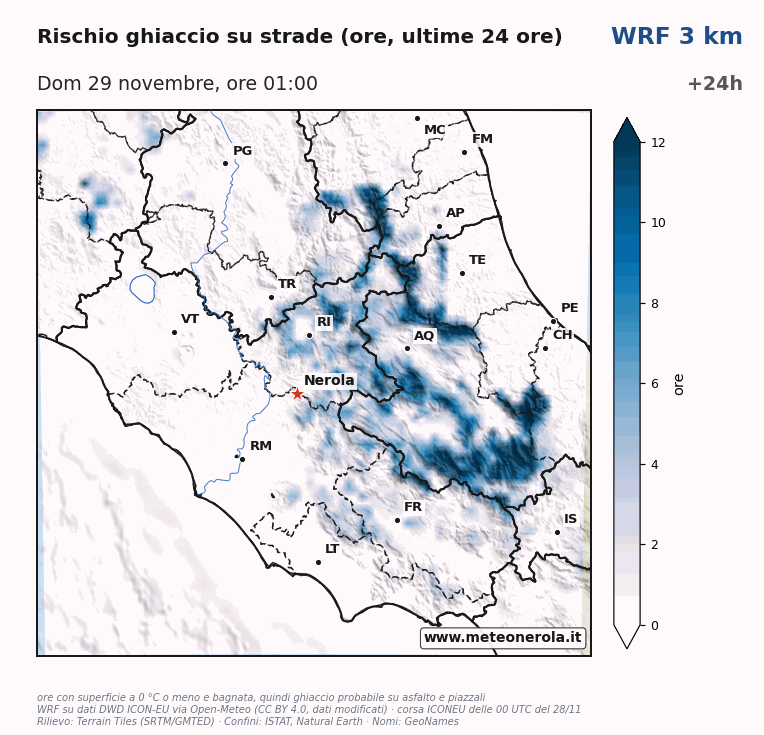 Rischio ghiaccio su strade (ore, ultime 24 ore)
WRF 3 km
Dom 29 novembre, ore 01:00
+24h
MC
FM
PG
AP
TE
TR
PE
VT
RI
AQ
CH
Nerola
RM
FR
IS
LT
www.meteonerola.it
12
10
8
6
4
2
0
ore
ore con superficie a 0 °C o meno e bagnata, quindi ghiaccio probabile su asfalto e piazzali
WRF su dati DWD ICON-EU via Open-Meteo (CC BY 4.0, dati modificati) · corsa ICONEU delle 00 UTC del 28/11
Rilievo: Terrain Tiles (SRTM/GMTED) · Confini: ISTAT, Natural Earth · Nomi: GeoNames